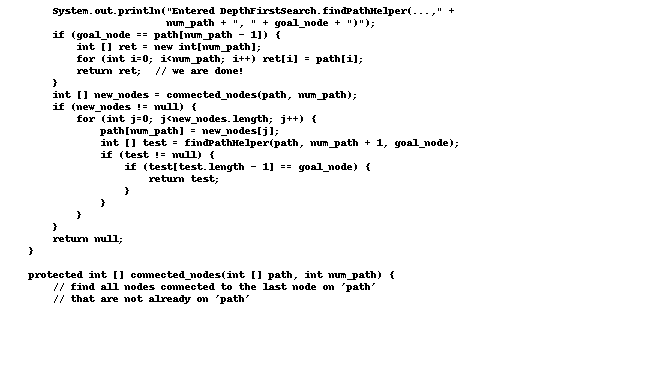 System.out.println("Entered DepthFirstSearch.findPathHelper(...," +
num_path + ", " + goal_node + ")");
if (goal_node == path[num_path - 1]) {
int [] ret = new int[num_path];
for (int i=0; i<num_path; i++) ret[i] = path[i];
return ret;  // we are done!
}
int [] new_nodes = connected_nodes(path, num_path);
if (new_nodes != null) {
for (int j=0; j<new_nodes.length; j++) {
path[num_path] = new_nodes[j];
int [] test = findPathHelper(path, num_path + 1, goal_node);
if (test != null) {
if (test[test.length - 1] == goal_node) {
return test;
}
}
}
}
return null;
}
protected int [] connected_nodes(int [] path, int num_path) {
// find all nodes connected to the last node on 'path'
// that are not already on 'path'